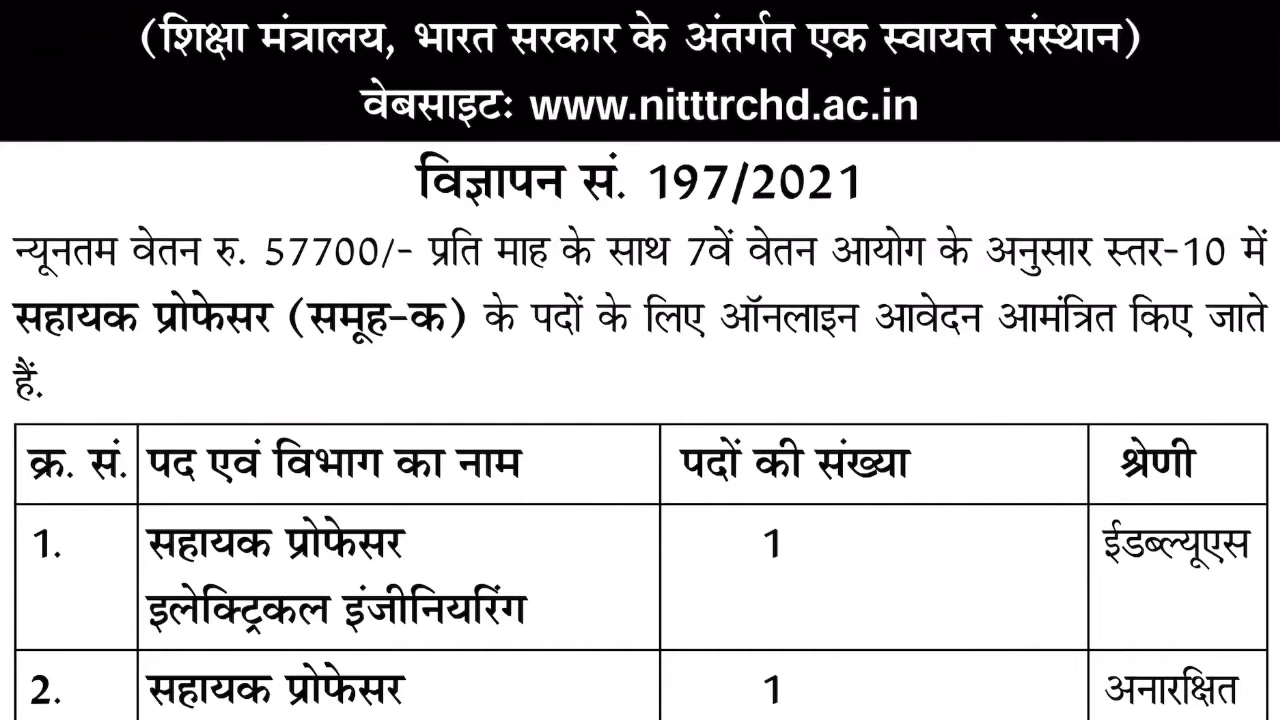 (शिक्षा मंत्रालय, भारत सरकार के अंतर्गत एक स्वायत्त संस्थान)
वेबसाइटः www.nitttrchd.ac.in
विज्ञापन सं. 197/2021
न्यूनतम वेतन रु. 57700/- प्रति माह के साथ 7वें वेतन आयोग के अनुसार स्तर-10 में
सहायक प्रोफेसर (समूह-क) के पदों के लिए ऑनलाइन आवेदन आमंत्रित किए जाते
हैं.
क्र. सं. पद एवं विभाग का नाम पदों की संख्या श्रेणी
1. सहायक प्रोफेसर 1 ईडब्ल्यूएस
इलेक्ट्रिकल इंजीनियरिंग
2. सहायक प्रोफेसर 1 अनारक्षित